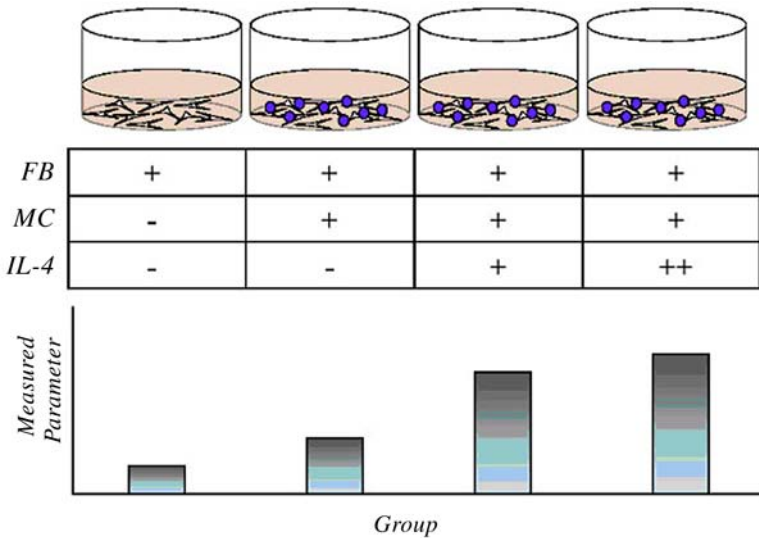 FB + + + +
MC - + + +
IL-4 - - + ++
Measured
Parameter
Group